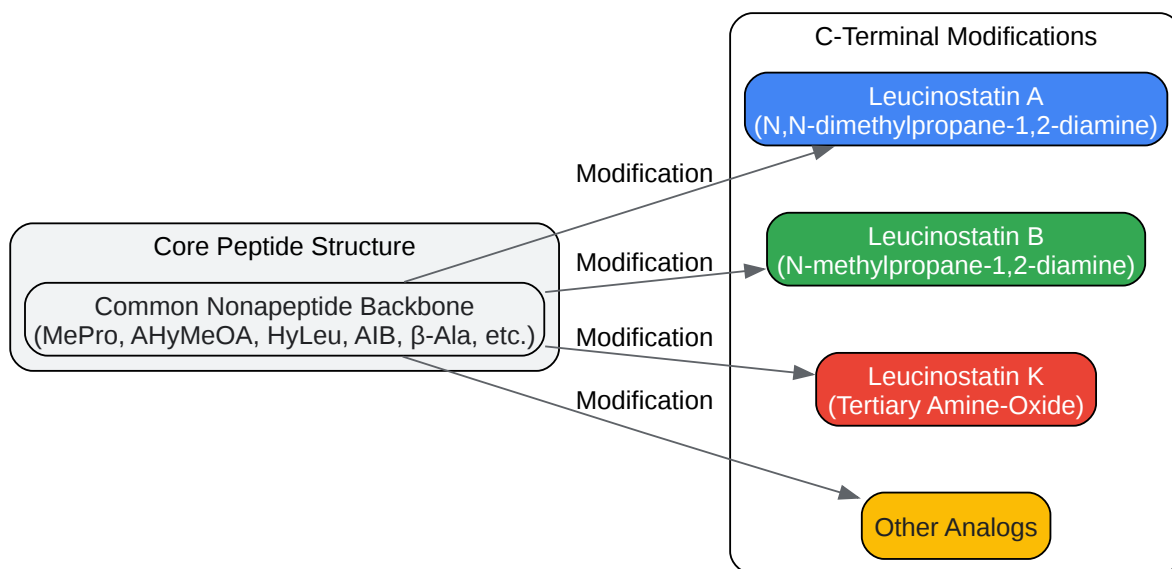 C-Terminal Modifications
Leucinostatin A
(N,N-dimethylpropane-1,2-diamine)
Modification
Core Peptide Structure
Common Nonapeptide Backbone
(MePro, AHyMeOA, HyLeu, AIB, β-Ala, etc.)
Modification
Leucinostatin B
(N-methylpropane-1,2-diamine)
Modification
Leucinostatin K
(Tertiary Amine-Oxide)
Modification
Other Analogs